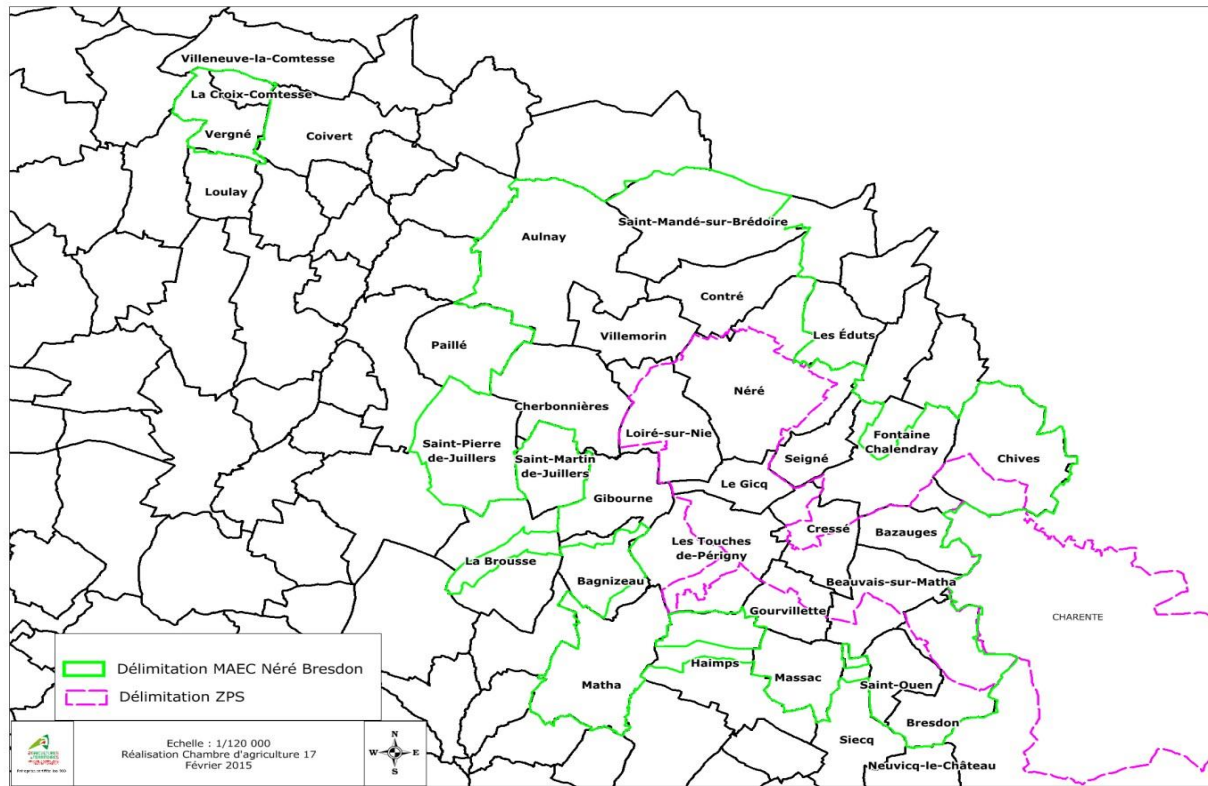 Villeneuve-la-Comtesse
La Croix-Comtesse
Vergné
Coivert
Loulay
Saint-Mandé-sur-Brédoire
Aulnay
Contré
Villemorin
Les Éduts
Paillé
Néré
Cherbonnières
Loiré-sur-Nie
Fontaine
Chalendray
Saint-Pierre
de-Juillers
Saint-Martin
de-Juillers
Seigné
Chives
Le Gicq
Gibourne
Cressé
Bazauges
Les Touches
de-Périgny
La Brousse
Bagnizeau
Beauvais-sur-Matha
Gourvillette
CHARENTE
Haimps
Massac
Matha
Saint-Ouen
Bresdon
Siecq
Neuvicq-le-Château
Délimitation MAEC Néré Bresdon
Délimitation ZPS
Echelle : 1/120 000
Réalisation Chambre d'agriculture 17
Février 2015
N
W E
S